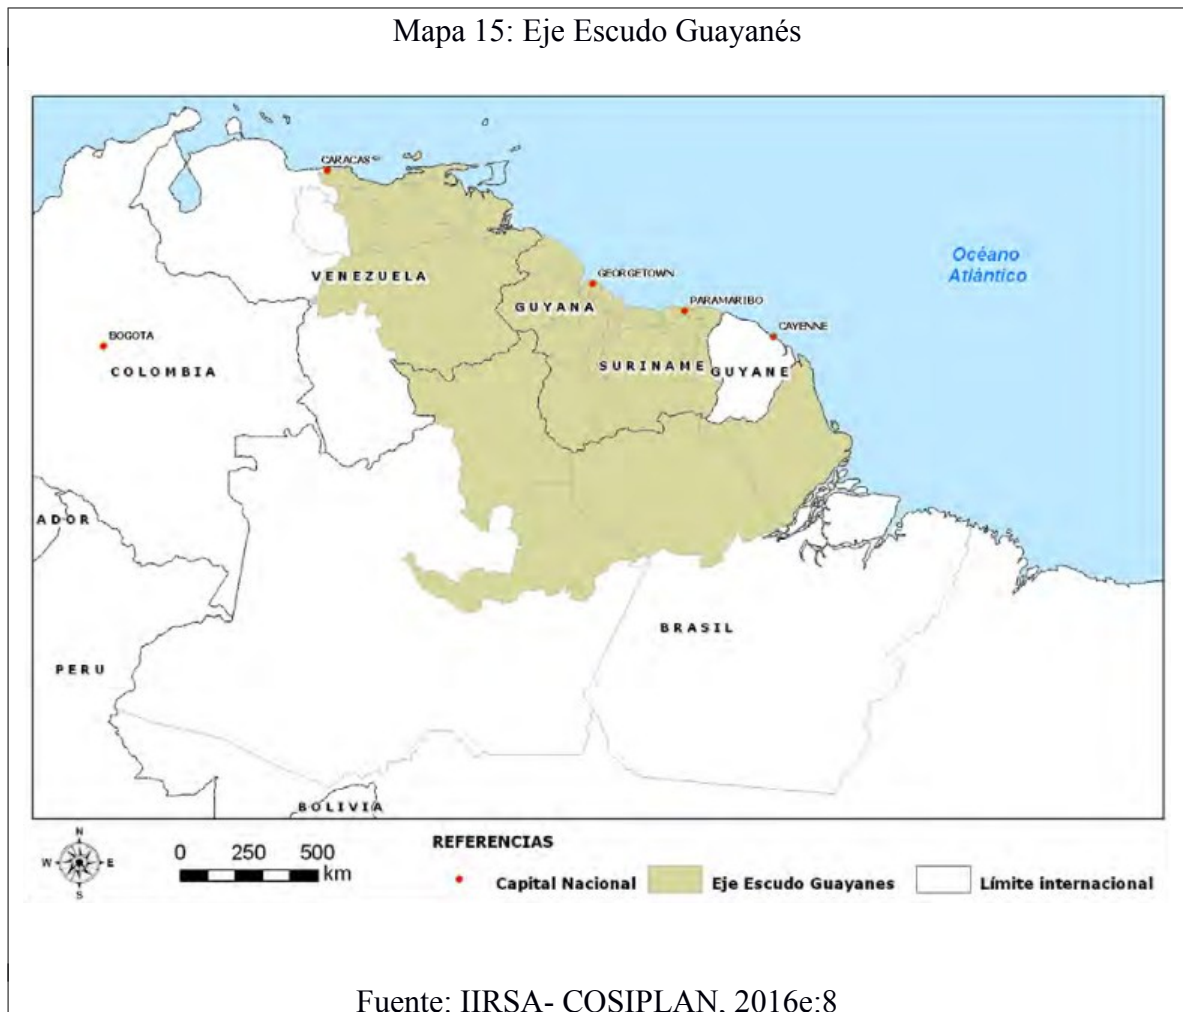 Mapa 15: Eje Escudo Guayanés
CARACAS
VENEZUELA
GEORGETOWN
GUYANA
PARAMARIBO
Océano
Atlántico
CAYENNE
BOGOTA
COLOMBIA
SURINAME
GUYANE
ADOR
BRASIL
PERU
BOLIVIA
N
W
E
S
0 250 500
km
REFERENCIAS
Capital Nacional
Eje Escudo Guayanes
Límite internacional
Fuente: IIRSA- COSIPLAN, 2016e:8